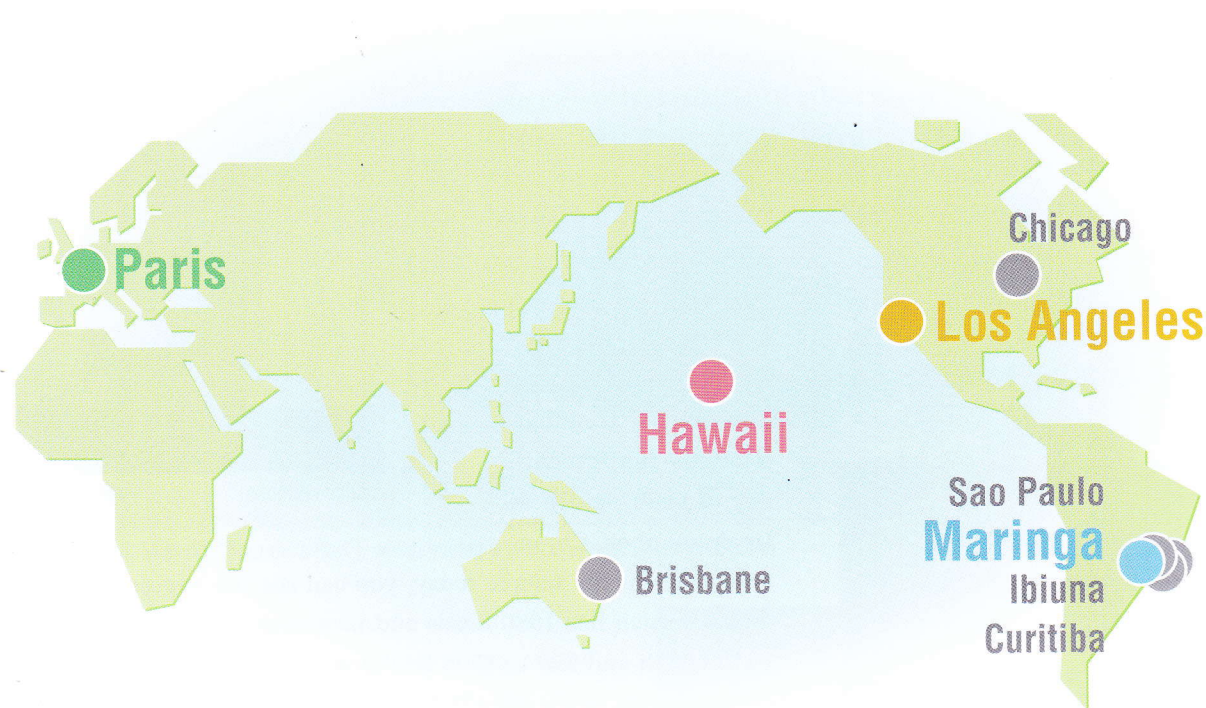 Chicago
Paris
Los Angeles
Hawaii
Sao Paulo
Maringa
Brisbane
Ibiuna
Curitiba